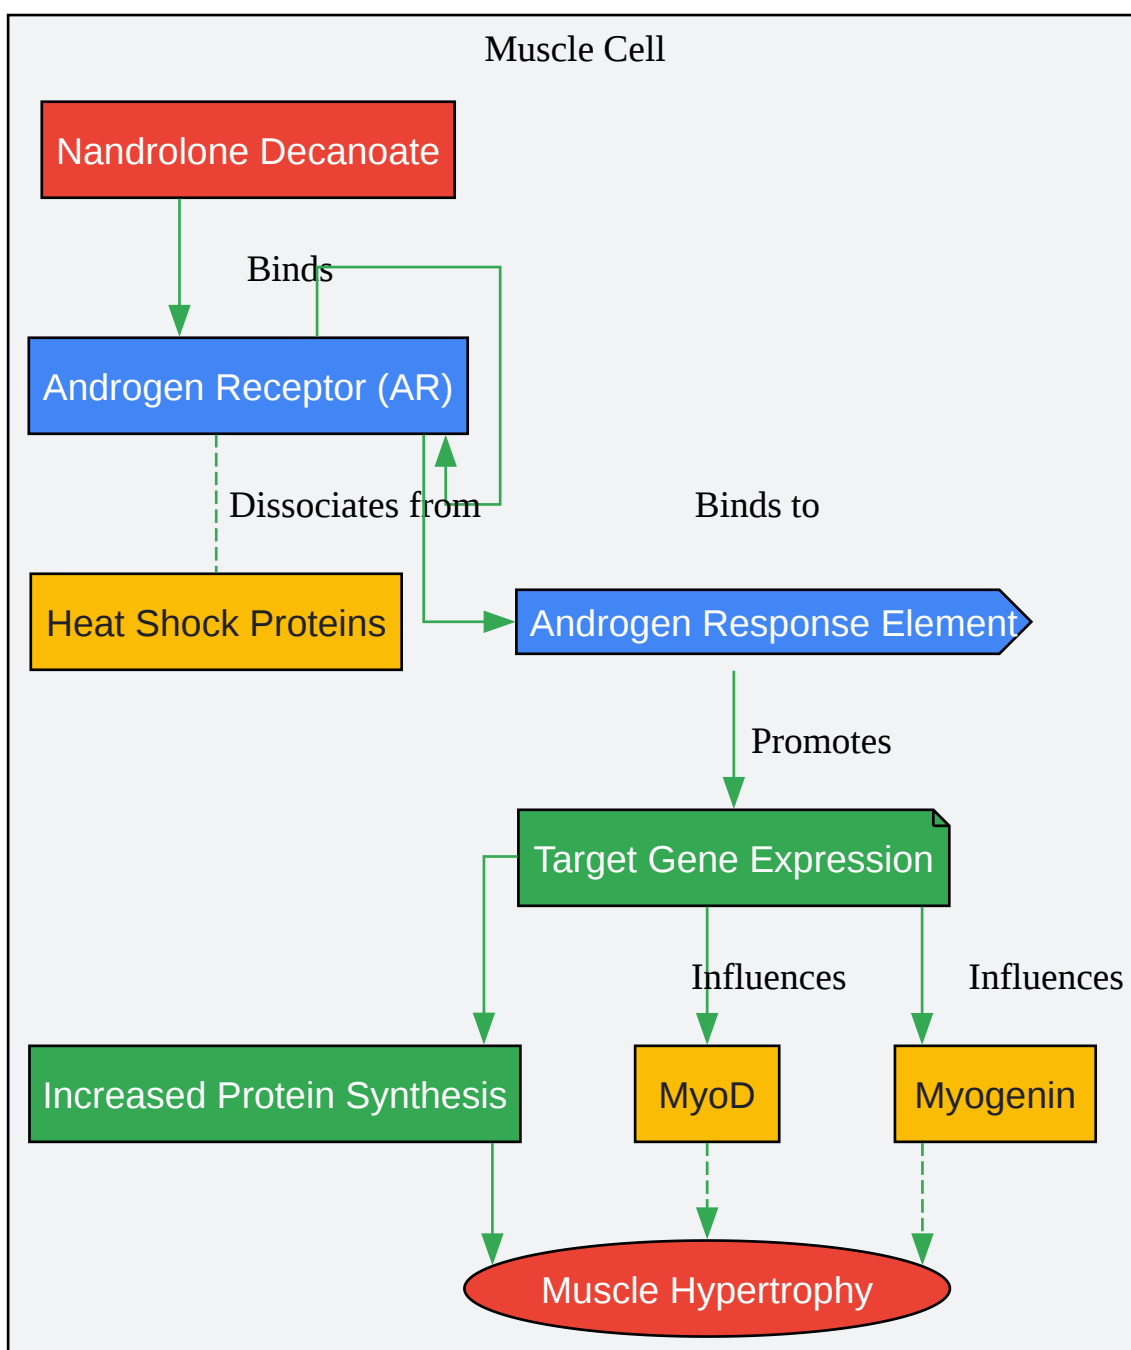 Muscle Cell
Nandrolone Decanoate
Binds
Androgen Receptor (AR)
Dissociates from
Binds to
Heat Shock Proteins
Androgen Response Element
Promotes
Target Gene Expression
Influences
Influences
Increased Protein Synthesis
MyoD
Myogenin
Muscle Hypertrophy